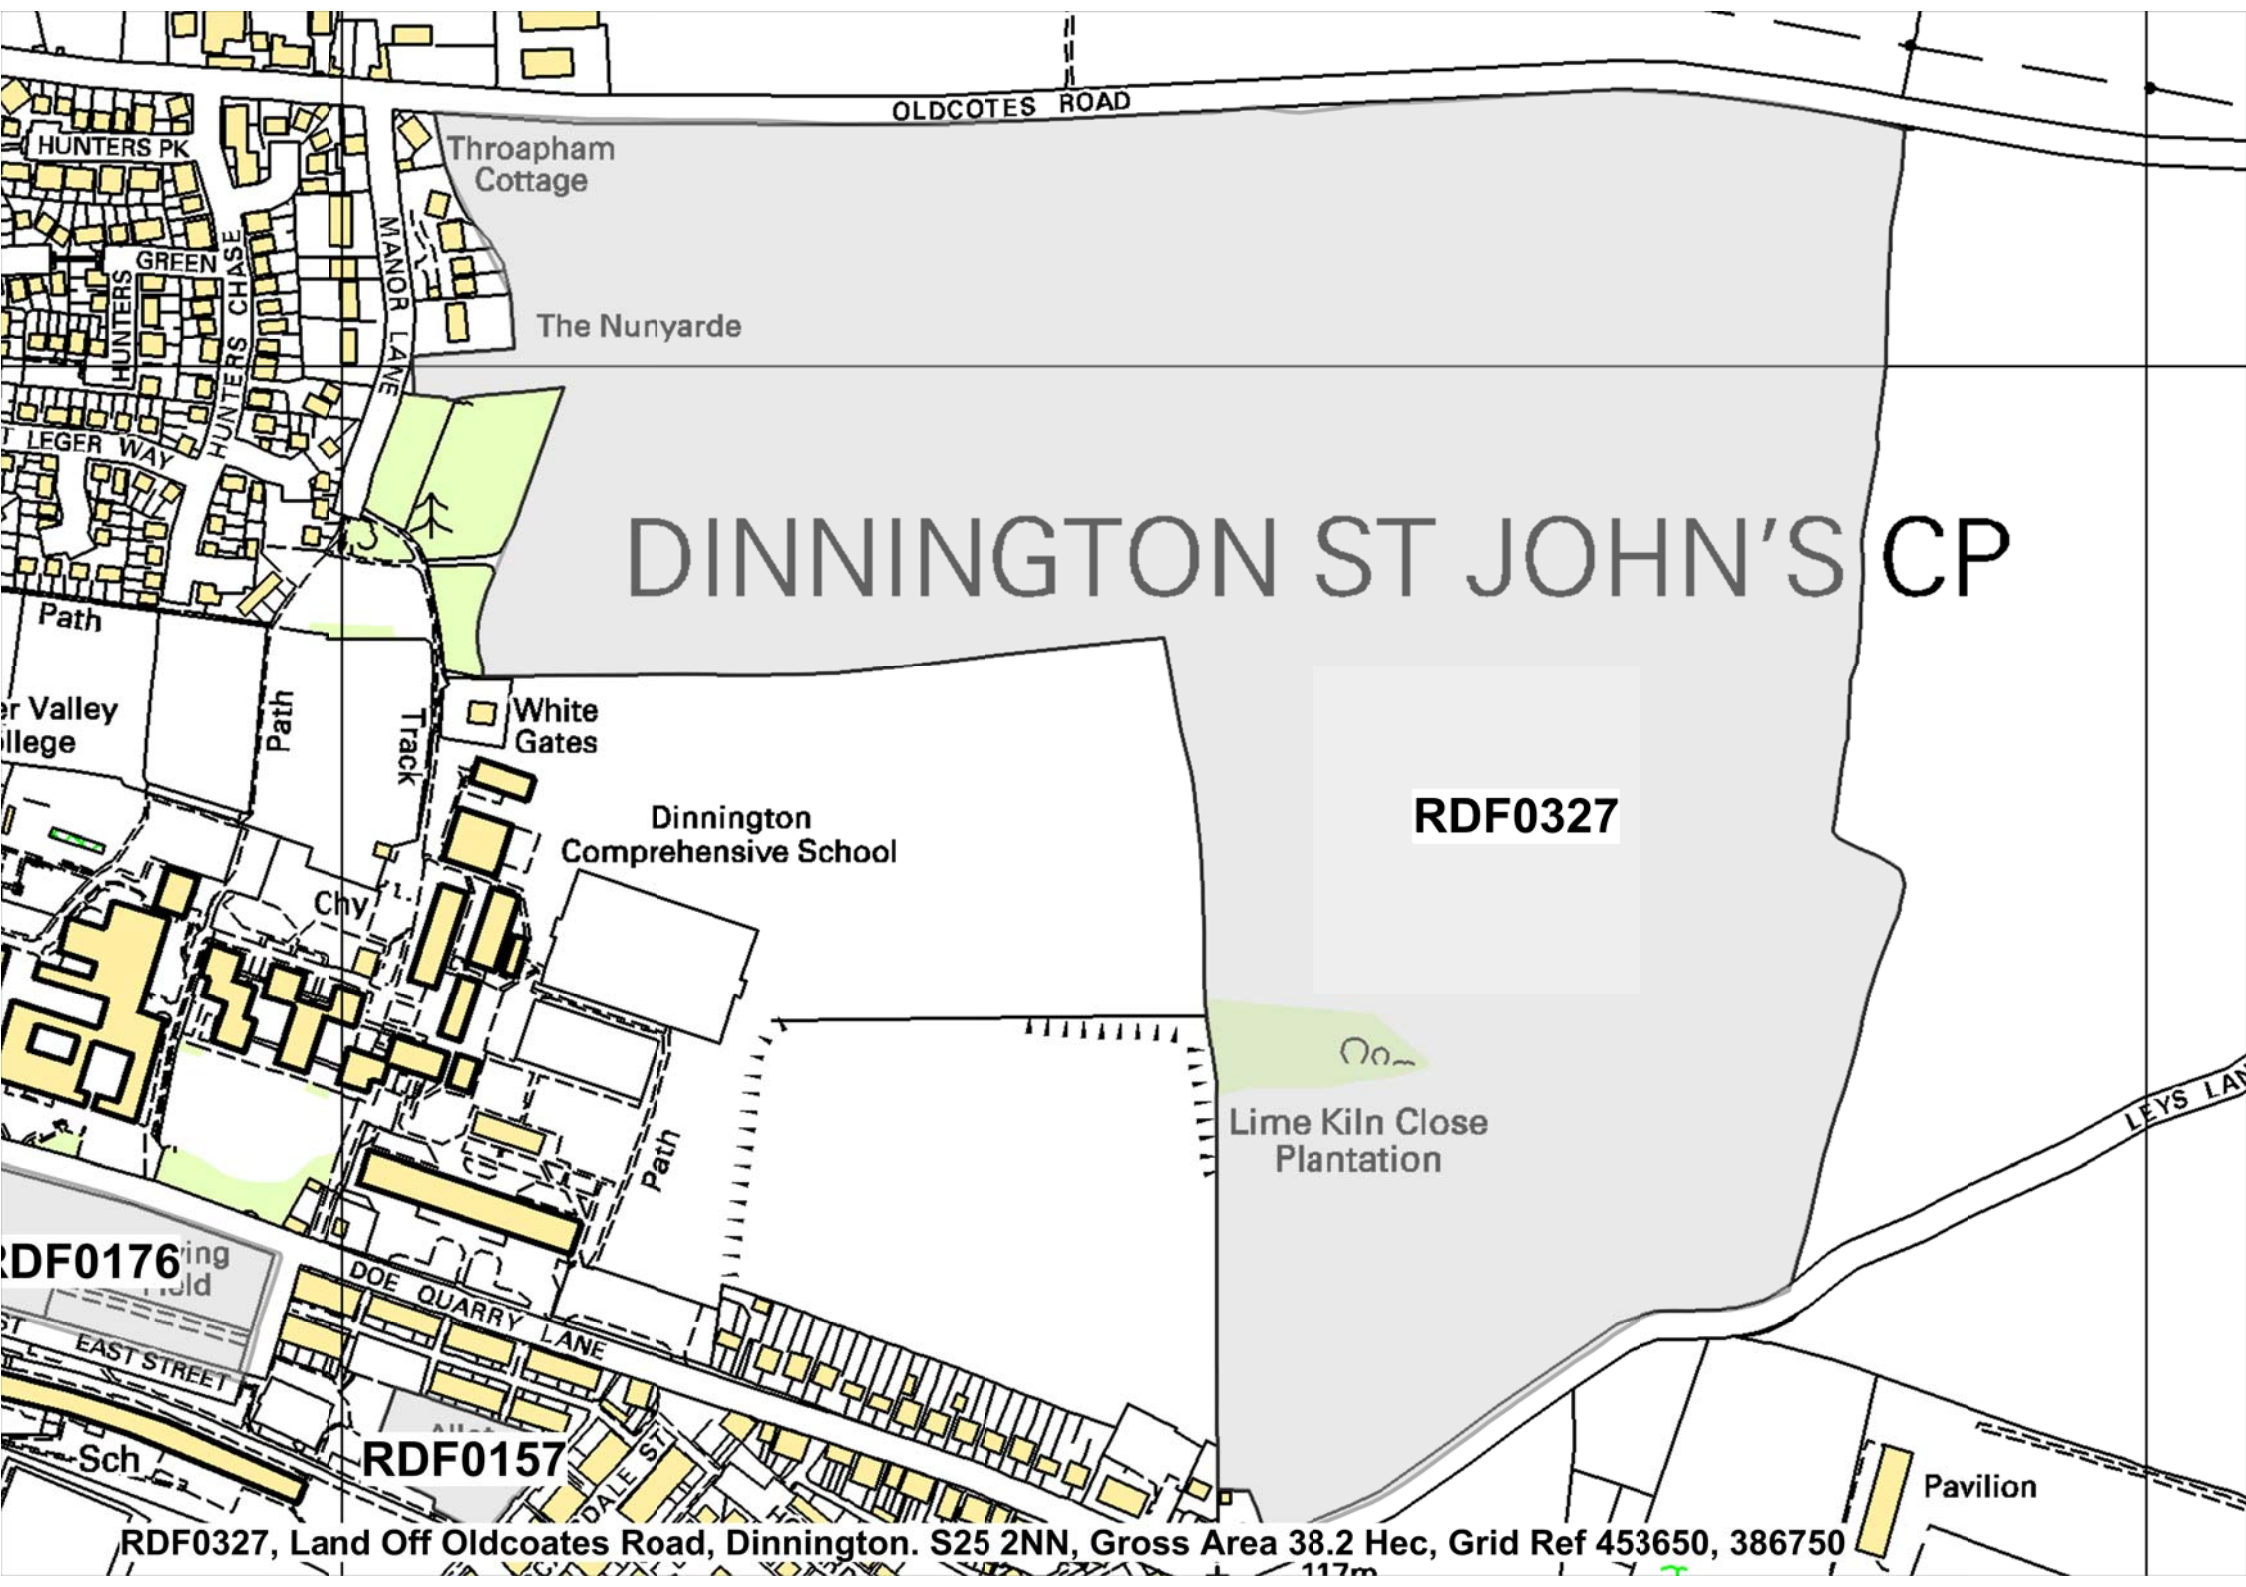 OLDCOTES ROAD
HUNTERS PK
Throapham
Cottage
MANOR LANE
GREEN
HUNTERS
HUNTERS CHASE
The Nunyarde
LEGER WAY
DINNINGTON ST JOHN'S CP
Path
Path
Track
Valley
White
Gates
Dinnington
Comprehensive School
RDF0327
Chy
Lime Kiln Close
Plantation
LEYS
Path
RDF0176
DOE QUARRY LANE
EAST STREET
Sch
RDF0157
Pavilion
RDF0327, Land Off Oldcoates Road, Dinnington. S25 2NN, Gross Area 38.2 Hec, Grid Ref 453650, 386750
117m